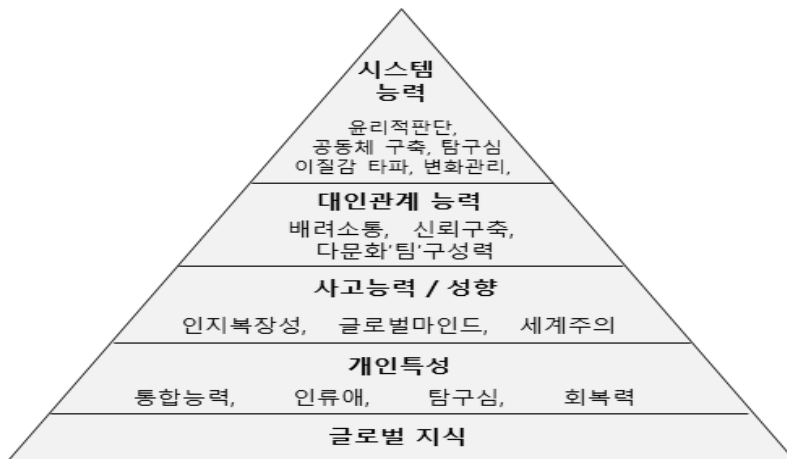 시스템
능력
윤리적판단,
공동체 구축, 탐구심
이질감 타파, 변화관리,
대인관계 능력
배려소통, 신뢰구축,
다문화'팀'구성력
사고능력 / 성향
인지복장성, 글로벌마인드, 세계주의
개인특성
통합능력, 인류애, 탐구심, 회복력
글로벌 지식